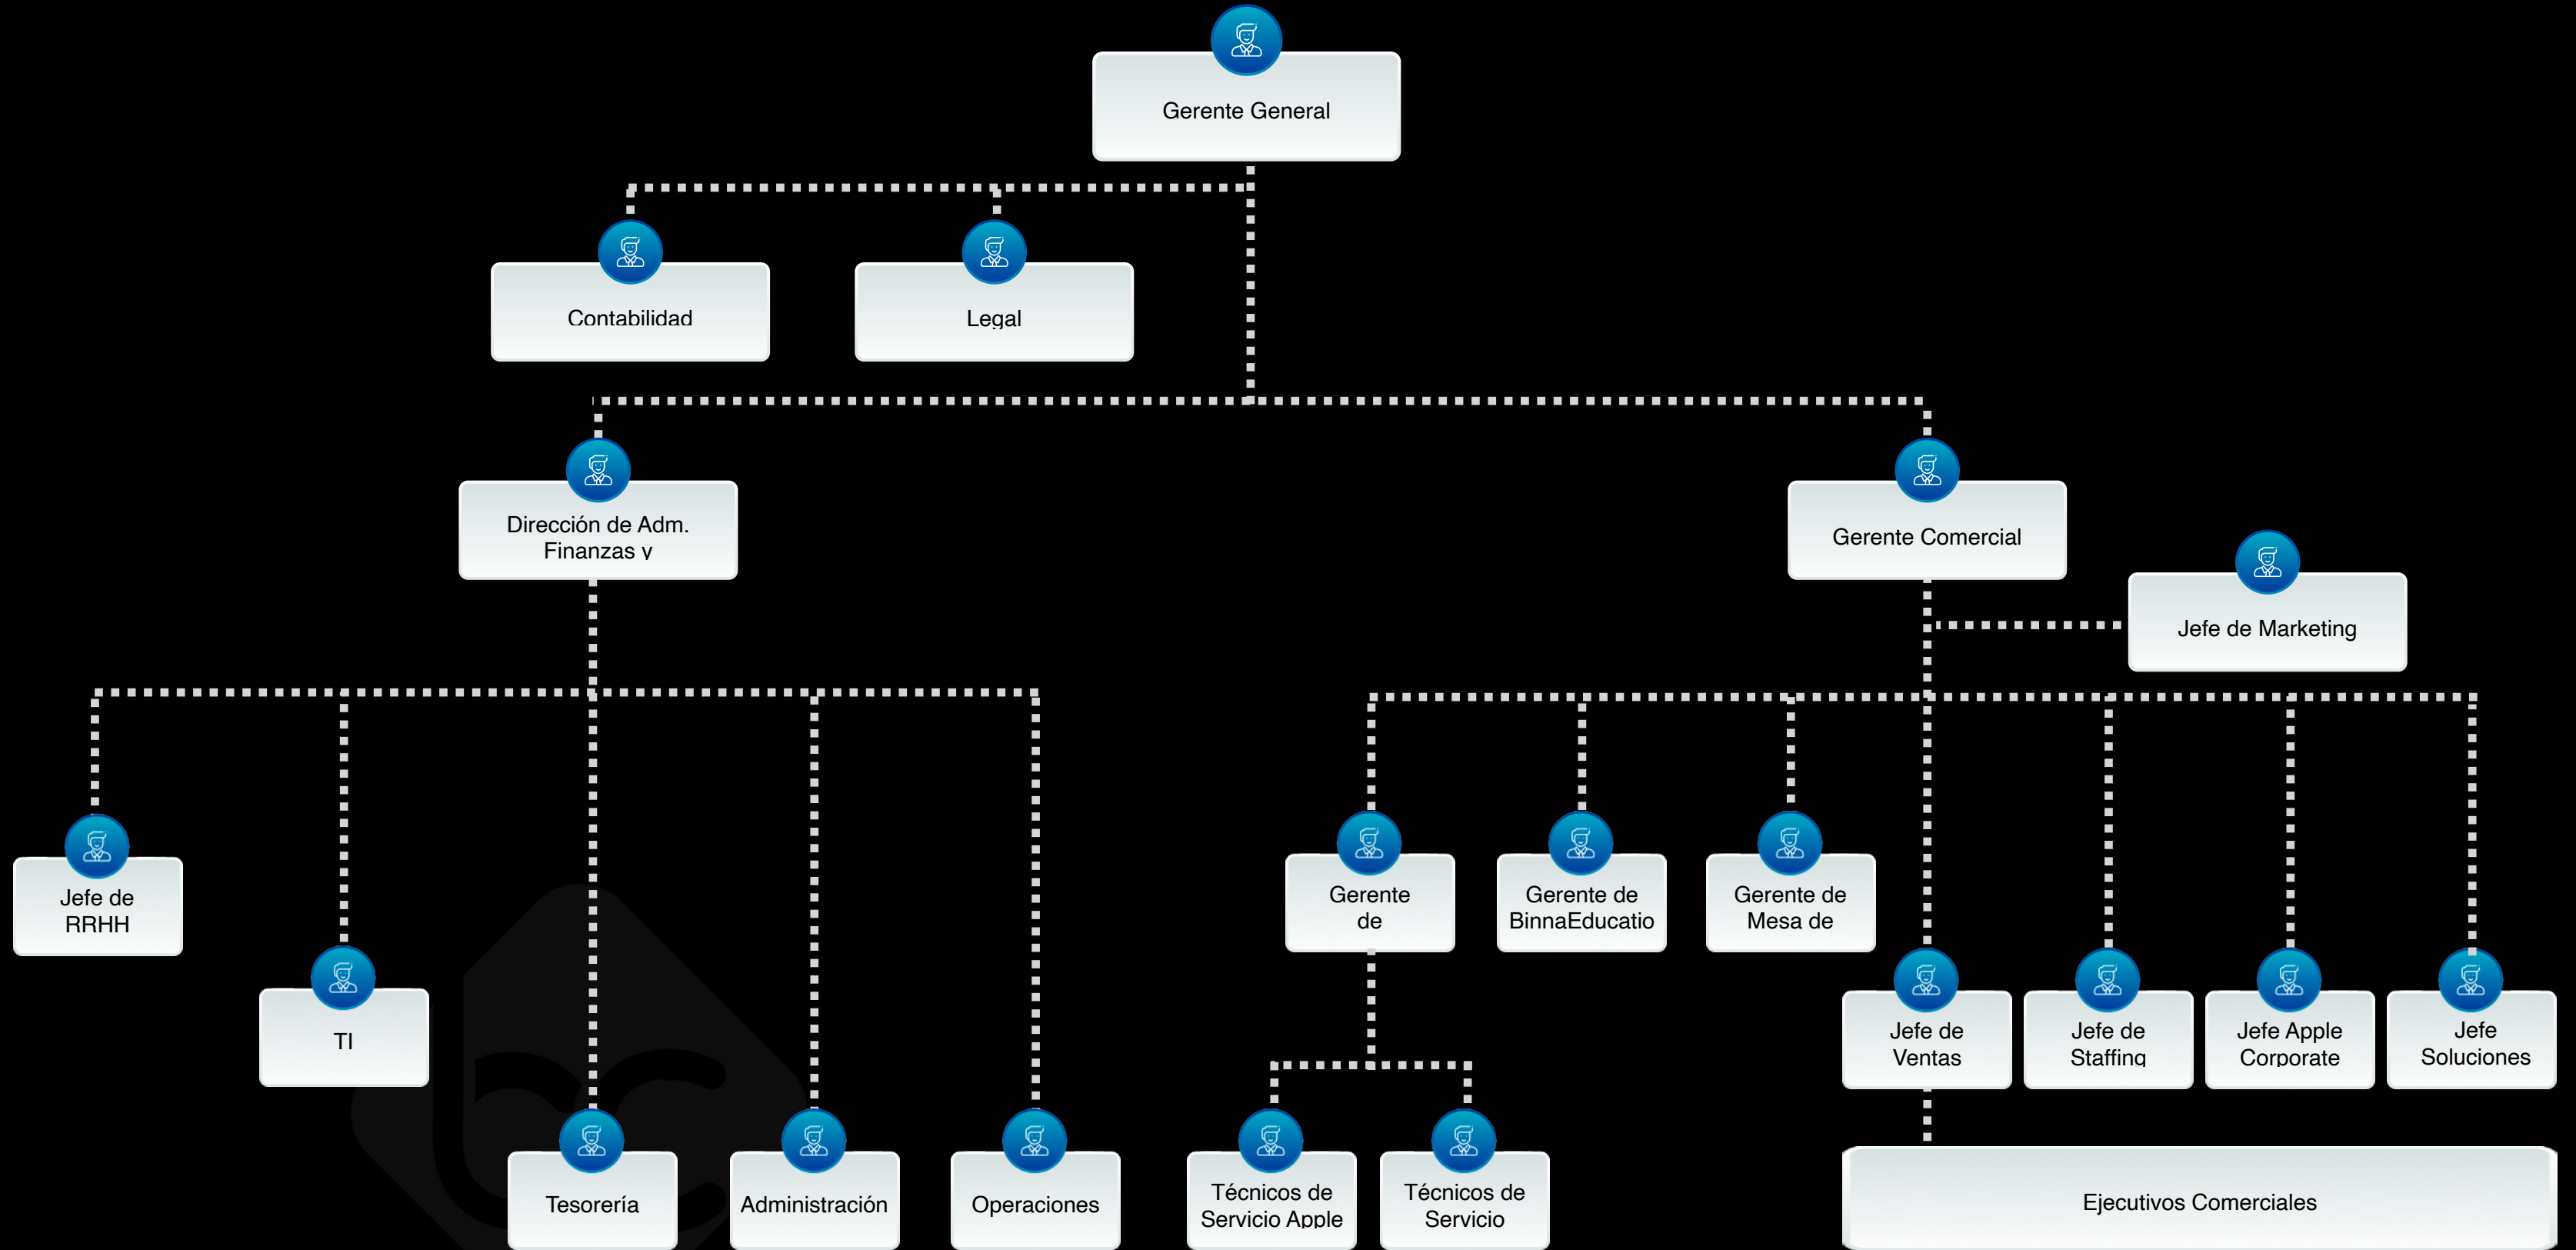 Gerente General
Contabilidad
Legal
Dirección de Adm.
Finanzas y
Gerente Comercial
Jefe de Marketing
Jefe de
RRHH
TI
Tesorería
Administración
Operaciones
Gerente
de
Gerente de
BinnaEducatio
Gerente de
Mesa de
Jefe de
Ventas
Jefe de
Staffing
Jefe Apple
Corporate
Jefe
Soluciones
Técnicos de
Servicio Apple
Técnicos de
Servicio
Ejecutivos Comerciales